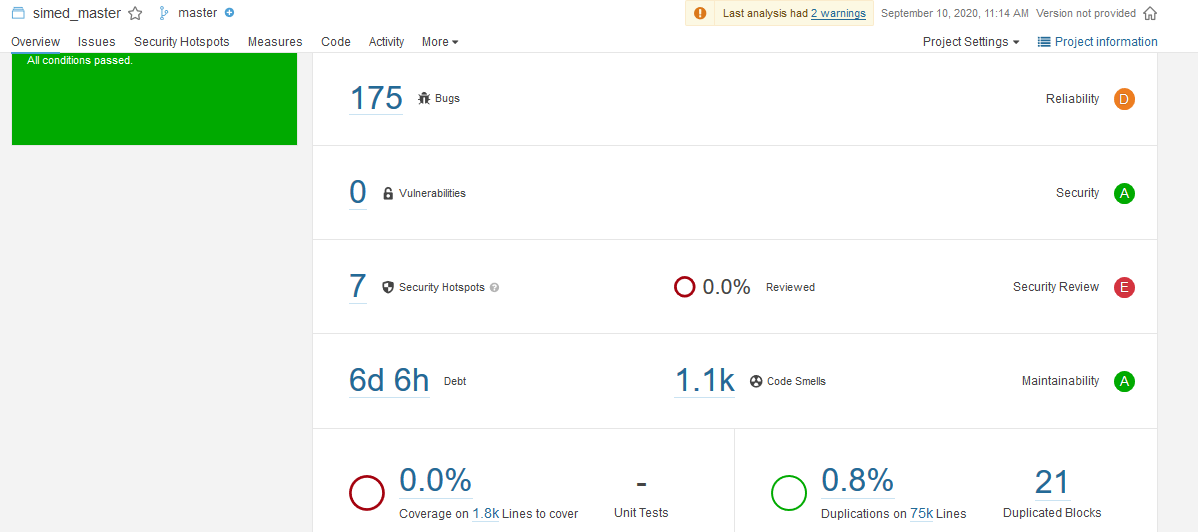 simed_master master Last analysis had 2 warnings September 10, 2020, 11:14 AM Version not provided
Overview Issues Security Hotspots Measures Code Activity More Project Settings Project information
All conditions passed.
175 Bugs Reliability D
0 Vulnerabilities Security A
7 Security Hotspots ? 0.0% Reviewed Security Review E
6d 6h Debt 1.1k Code Smells Maintainability A
0.0% - 0.8% 21
Coverage on 1.8k Lines to cover Unit Tests Duplications on 75k Lines Duplicated Blocks